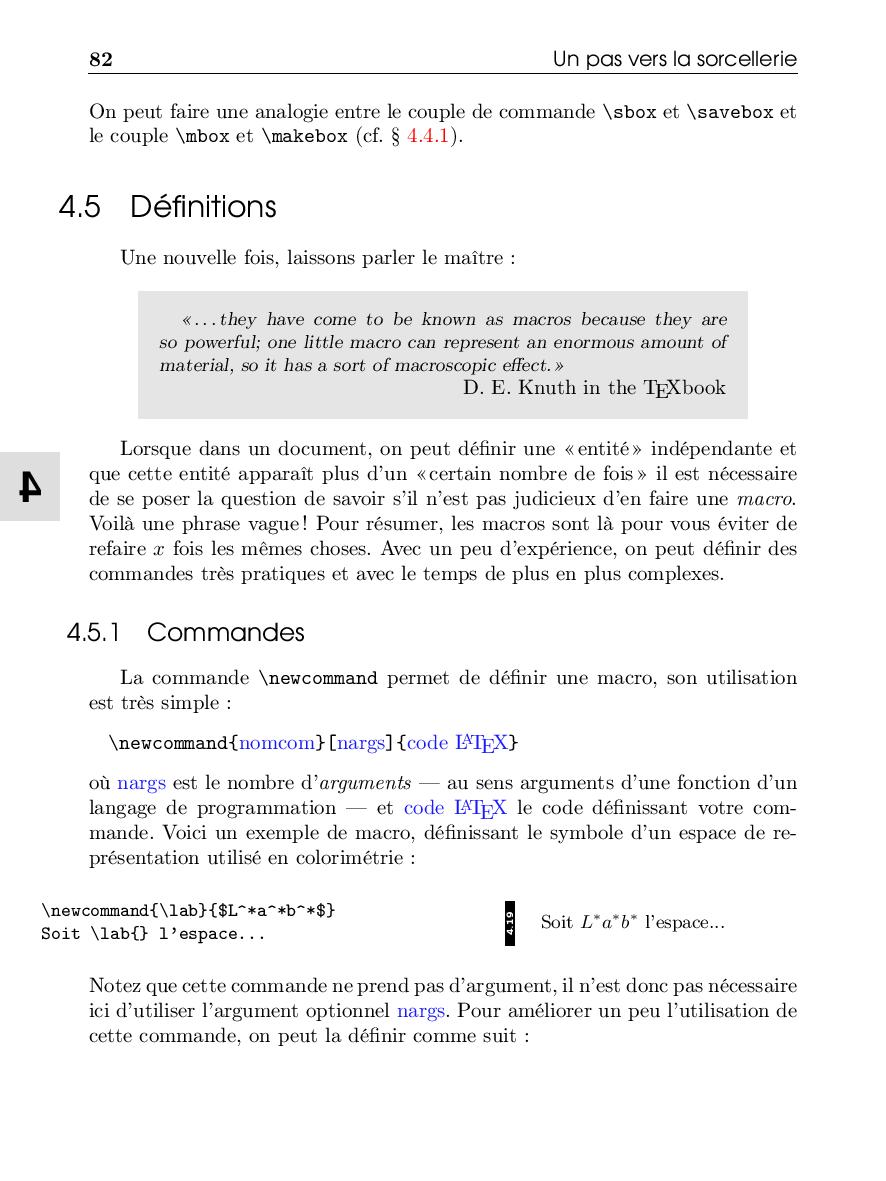 82 Un pas vers la sorcellerie
On peut faire une analogie entre le couple de commande \sbox et \savebox et
le couple \mbox et \makebox (cf. § 4.4.1).
4.5 Définitions
Une nouvelle fois, laissons parler le maître :
« ...they have come to be known as macros because they are
so powerful; one little macro can represent an enormous amount of
material, so it has a sort of macroscopic effect. »
D. E. Knuth in the TEXbook
Lorsque dans un document, on peut définir une « entité » indépendante et
que cette entité apparaît plus d'un « certain nombre de fois » il est nécessaire
4
de se poser la question de savoir s'il n'est pas judicieux d'en faire une macro.
Voilà une phrase vague ! Pour résumer, les macros sont là pour vous éviter de
refaire x fois les mêmes choses. Avec un peu d'expérience, on peut définir des
commandes très pratiques et avec le temps de plus en plus complexes.
4.5.1 Commandes
La commande \newcommand permet de définir une macro, son utilisation
est très simple :
\newcommand{nomcom}[nargs]{code LATEX}
où nargs est le nombre d'arguments — au sens arguments d'une fonction d'un
langage de programmation — et code LATEX le code définissant votre com-
mande. Voici un exemple de macro, définissant le symbole d'un espace de re-
présentation utilisé en colorimétrie :
\newcommand{\lab}{$L^*a^*b^*$}
Soit \lab{} l'espace...
4.19
Soit L*a*b* l'espace...
Notez que cette commande ne prend pas d'argument, il n'est donc pas nécessaire
ici d'utiliser l'argument optionnel nargs. Pour améliorer un peu l'utilisation de
cette commande, on peut la définir comme suit :